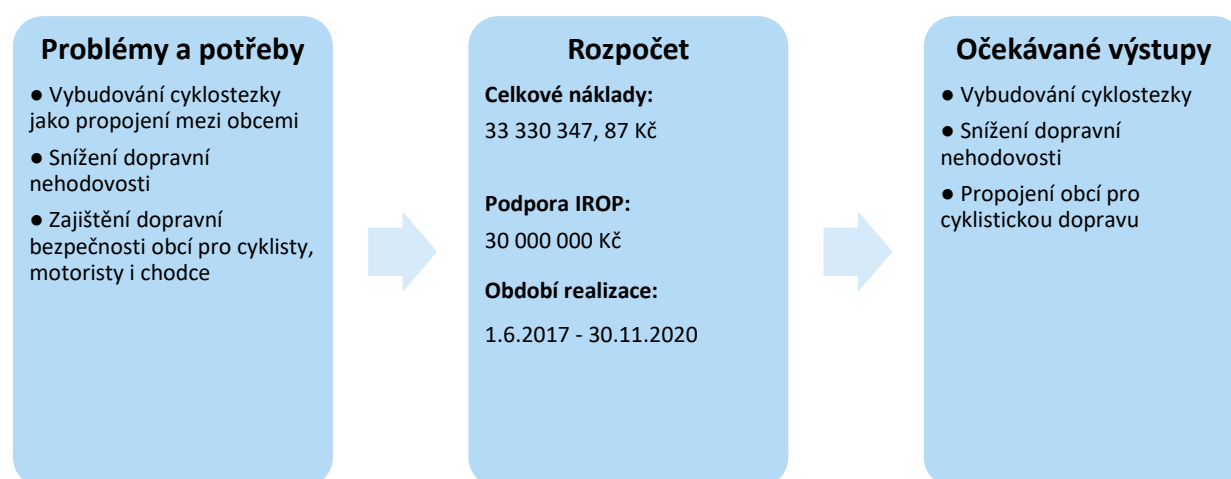 Problémy a potřeby
● Vybudování cyklostezky
jako propojení mezi obcemi
● Snížení dopravní
nehodovosti
● Zajištění dopravní
bezpečnosti obcí pro cyklisty,
motoristy i chodce
Rozpočet
Celkové náklady:
33 330 347, 87 Kč
Podpora IROP:
30 000 000 Kč
Období realizace:
1.6.2017 - 30.11.2020
Očekávané výstupy
● Vybudování cyklostezky
● Snížení dopravní
nehodovosti
● Propojení obcí pro
cyklistickou dopravu